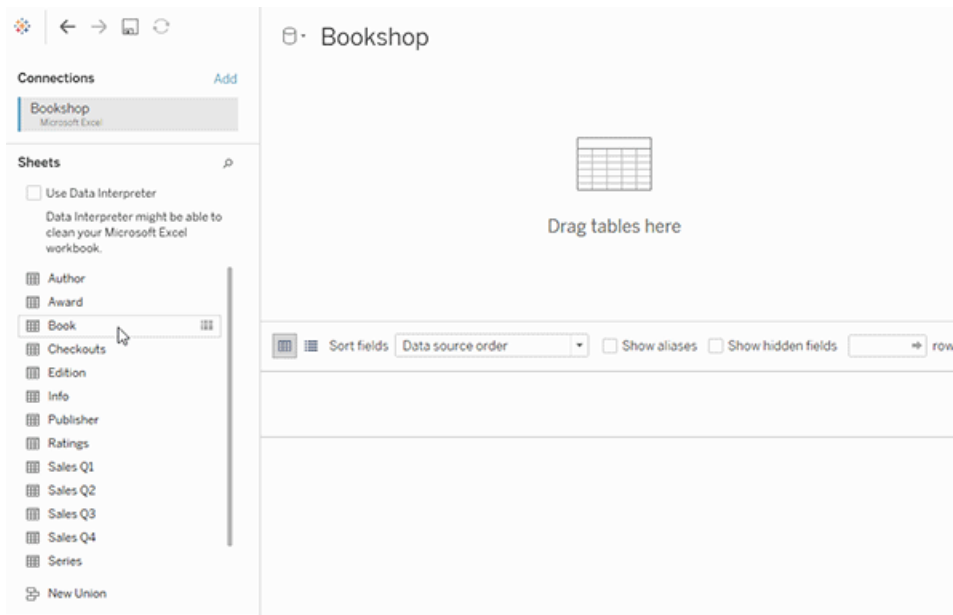 Bookshop
Connections
Add
Bookshop
Microsoft Excel
Sheets
Use Data Interpreter
Data Interpreter might be able to
clean your Microsoft Excel
workbook.
Author
Award
Book
Checkouts
Edition
Info
Publisher
Ratings
Sales Q1
Sales Q2
Sales Q3
Sales Q4
Series
New Union
Drag tables here
Sort fields Data source order Show aliases Show hidden fields row